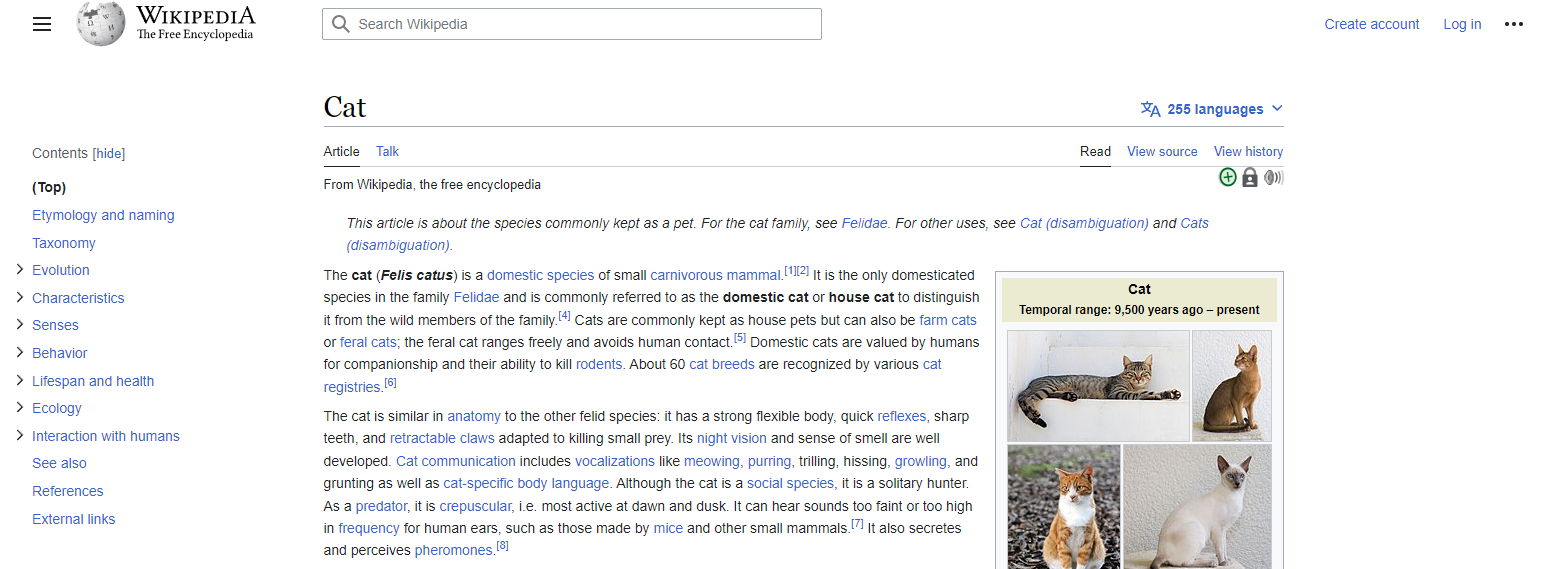 WIKIPEDIA
The Free Encyclopedia
Search Wikipedia
Create account
Log in
Cat
255 languages
Article
Talk
Read
View source
View history
From Wikipedia, the free encyclopedia
Contents [hide]
(Top)
Etymology and naming
Taxonomy
Evolution
Characteristics
Senses
Behavior
Lifespan and health
Ecology
Interaction with humans
See also
References
External links
This article is about the species commonly kept as a pet. For the cat family, see Felidae. For other uses, see Cat (disambiguation) and Cats
(disambiguation).
The cat (Felis catus) is a domestic species of small carnivorous mammal.[1][2] It is the only domesticated
species in the family Felidae and is commonly referred to as the domestic cat or house cat to distinguish
it from the wild members of the family.[4] Cats are commonly kept as house pets but can also be farm cats
or feral cats; the feral cat ranges freely and avoids human contact.[5] Domestic cats are valued by humans
for companionship and their ability to kill rodents. About 60 cat breeds are recognized by various cat
registries.[6]
The cat is similar in anatomy to the other felid species: it has a strong flexible body, quick reflexes, sharp
teeth, and retractable claws adapted to killing small prey. Its night vision and sense of smell are well
developed. Cat communication includes vocalizations like meowing, purring, trilling, hissing, growling, and
grunting as well as cat-specific body language. Although the cat is a social species, it is a solitary hunter.
As a predator, it is crepuscular, i.e. most active at dawn and dusk. It can hear sounds too faint or too high
in frequency for human ears, such as those made by mice and other small mammals.[7] It also secretes
and perceives pheromones.[8]
Cat
Temporal range: 9,500 years ago – present